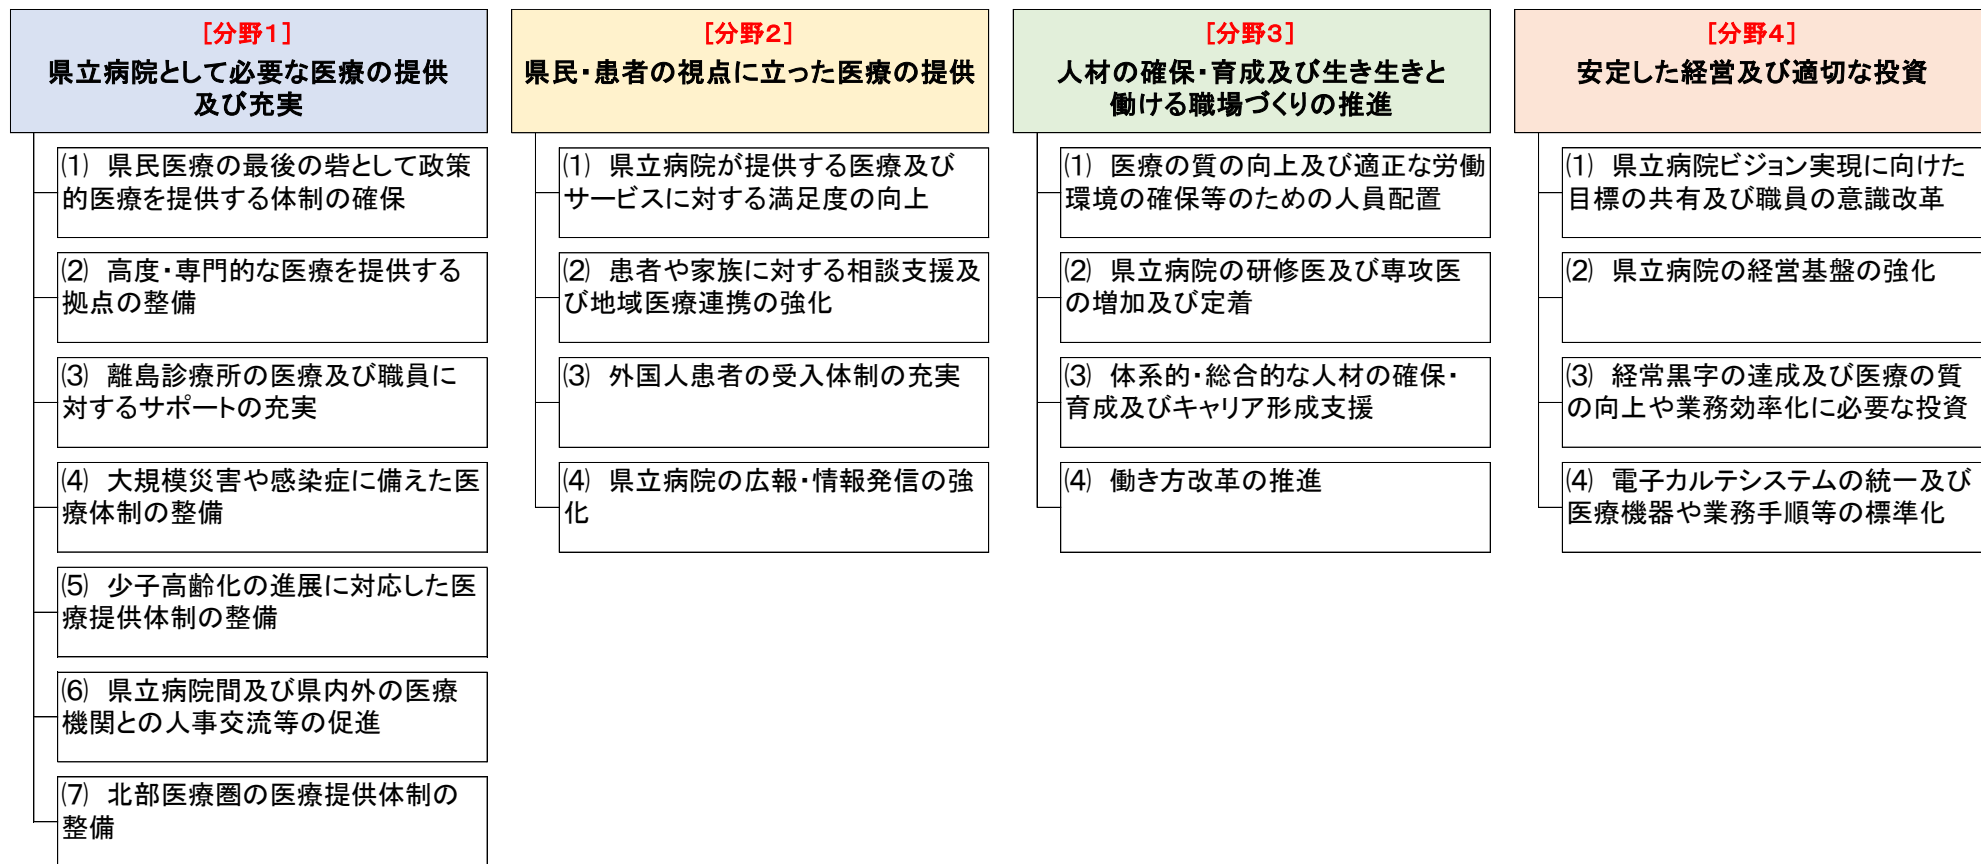 [分野1]
県立病院として必要な医療の提供
及び充実
⑴ 県民医療の最後の砦として政策
的医療を提供する体制の確保
⑵ 高度・専門的な医療を提供する
拠点の整備
⑶ 離島診療所の医療及び職員に
対するサポートの充実
⑷ 大規模災害や感染症に備えた医
療体制の整備
⑸ 少子高齢化の進展に対応した医
療提供体制の整備
⑹ 県立病院間及び県内外の医療
機関との人事交流等の促進
⑺ 北部医療圏の医療提供体制の
整備
[分野2]
県民・患者の視点に立った医療の提供
⑴ 県立病院が提供する医療及び
サービスに対する満足度の向上
⑵ 患者や家族に対する相談支援及
び地域医療連携の強化
⑶ 外国人患者の受入体制の充実
⑷ 県立病院の広報・情報発信の強
化
[分野3]
人材の確保・育成及び生き生きと
働ける職場づくりの推進
⑴ 医療の質の向上及び適正な労働
環境の確保等のための人員配置
⑵ 県立病院の研修医及び専攻医
の増加及び定着
⑶ 体系的・総合的な人材の確保・
育成及びキャリア形成支援
⑷ 働き方改革の推進
[分野4]
安定した経営及び適切な投資
⑴ 県立病院ビジョン実現に向けた
目標の共有及び職員の意識改革
⑵ 県立病院の経営基盤の強化
⑶ 経常黒字の達成及び医療の質
の向上や業務効率化に必要な投資
⑷ 電子カルテシステムの統一及び
医療機器や業務手順等の標準化